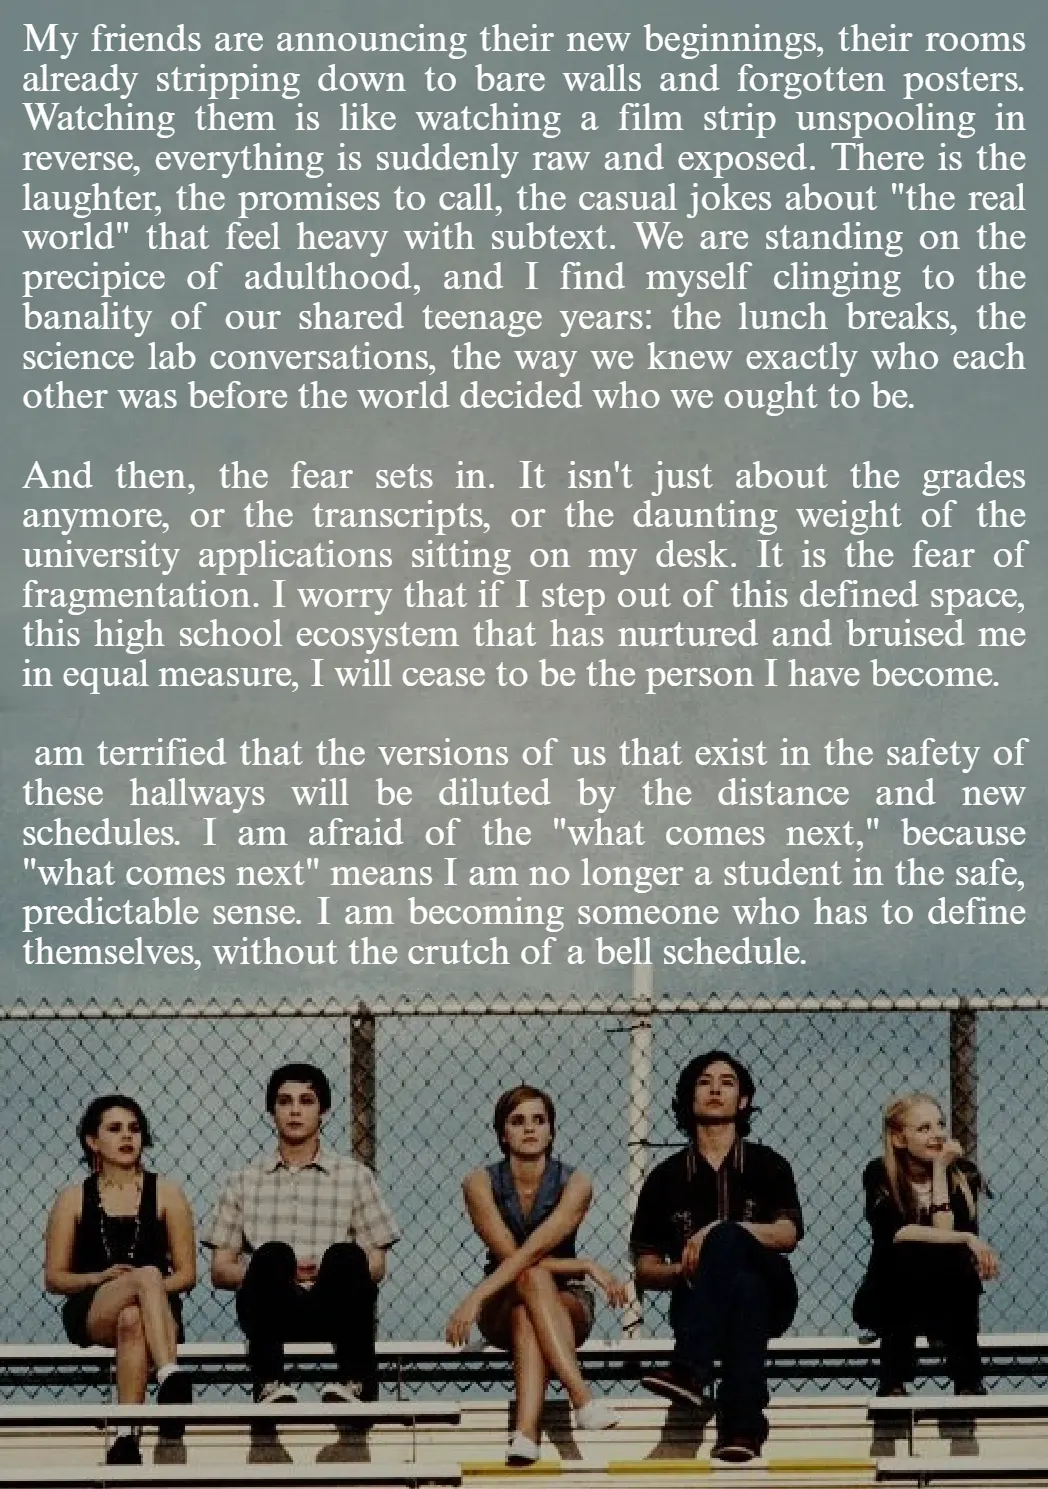 My friends are announcing their new beginnings, their rooms
already stripping down to bare walls and forgotten posters.
Watching them is like watching a film strip unspooling in
reverse, everything is suddenly raw and exposed. There is the
laughter, the promises to call, the casual jokes about "the real
world" that feel heavy with subtext. We are standing on the
precipice of adulthood, and I find myself clinging to the
banality of our shared teenage years: the lunch breaks, the
science lab conversations, the way we knew exactly who each
other was before the world decided who we ought to be.
And then, the fear sets in. It isn't just about the grades
anymore, or the transcripts, or the daunting weight of the
university applications sitting on my desk. It is the fear of
fragmentation. I worry that if I step out of this defined space,
this high school ecosystem that has nurtured and bruised me
in equal measure, I will cease to be the person I have become.
am terrified that the versions of us that exist in the safety of
these hallways will be diluted by the distance and new
schedules. I am afraid of the "what comes next," because
"what comes next" means I am no longer a student in the safe,
predictable sense. I am becoming someone who has to define
themselves, without the crutch of a bell schedule.